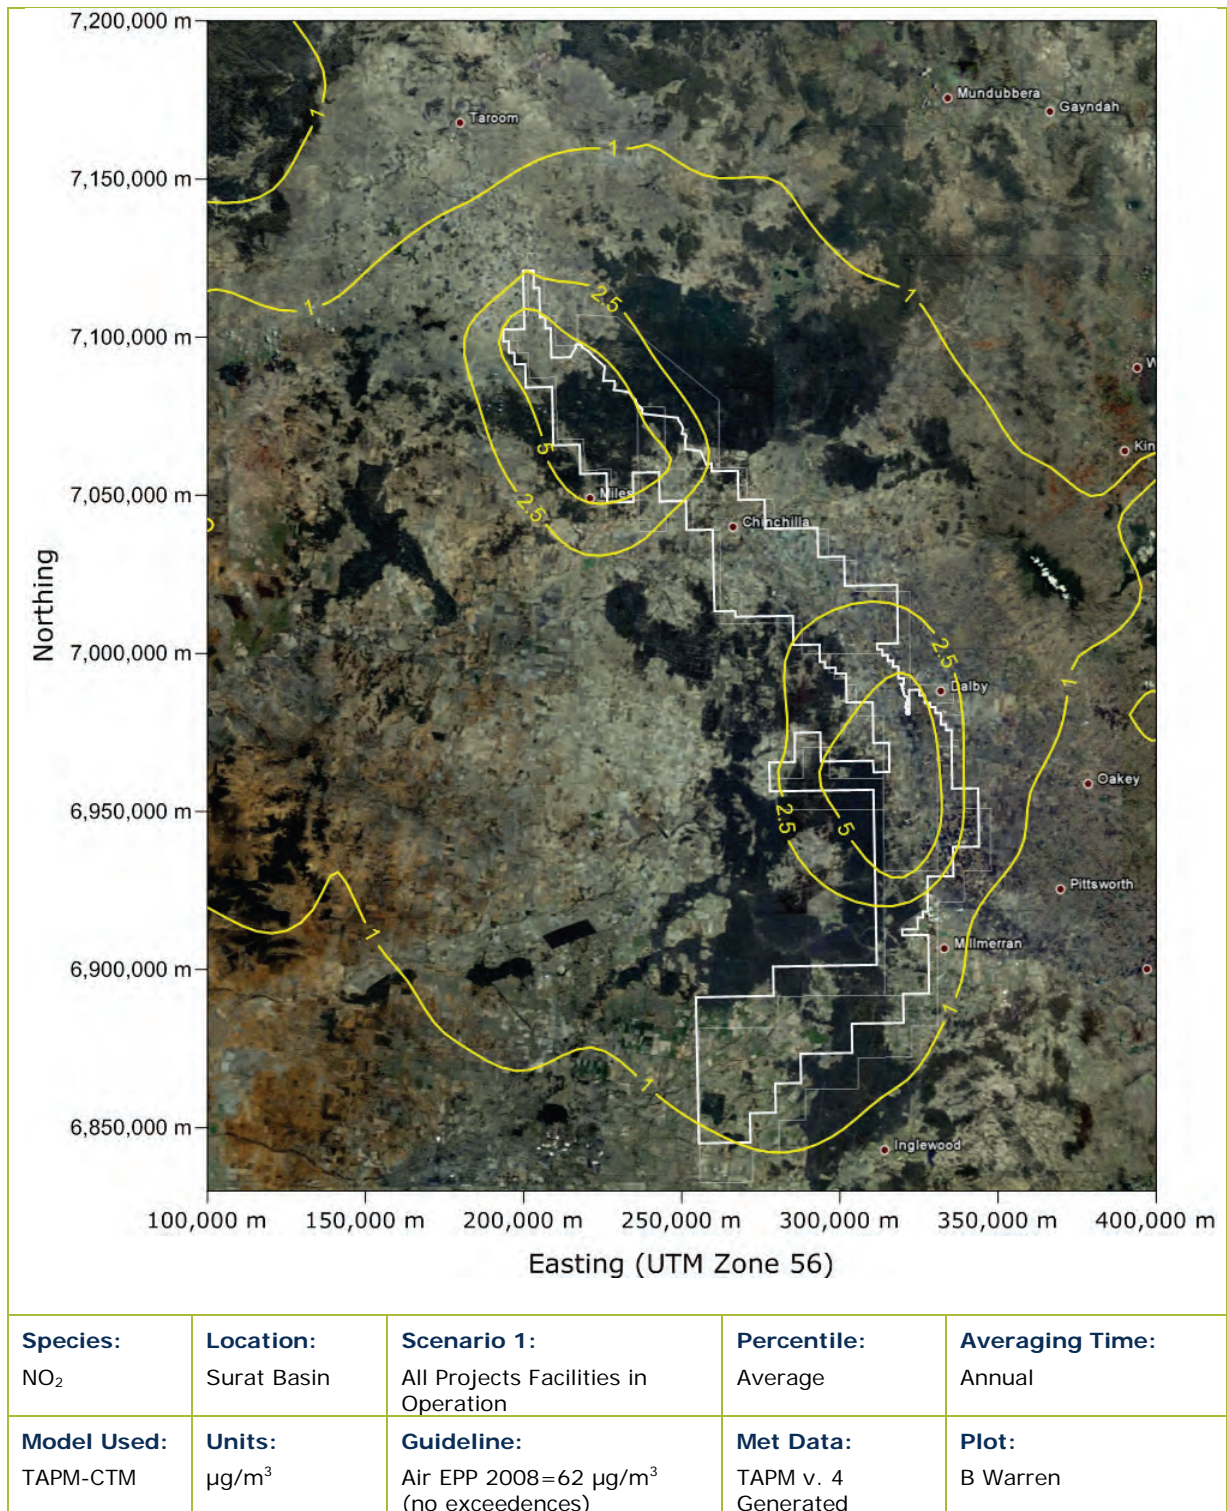 7,200,000 m
Mundubbera
Gayndah
Taroom
1
1
7,150,000 m
1
1
2.5
7,100,000 m
W
Kin
5
7,050,000 m
Miles
2.5
Chinchilla
Northing
7,000,000 m
2.5
Dalby
1
Oakey
6,950,000 m
2.5
5
Pittsworth
1
Millmerran
6,900,000 m
1
1
6,850,000 m
Inglewood
100,000 m 150,000 m 200,000 m 250,000 m 300,000 m 350,000 m 400,000 m
Easting (UTM Zone 56)
Species: Location: Scenario 1: Percentile: Averaging Time:
NO₂ Surat Basin All Projects Facilities in Average Annual
Operation
Model Used: Units: Guideline: Met Data: Plot:
TAPM-CTM µg/m³ Air EPP 2008=62 µg/m³ TAPM v. 4 B Warren
(no exceedences) Generated